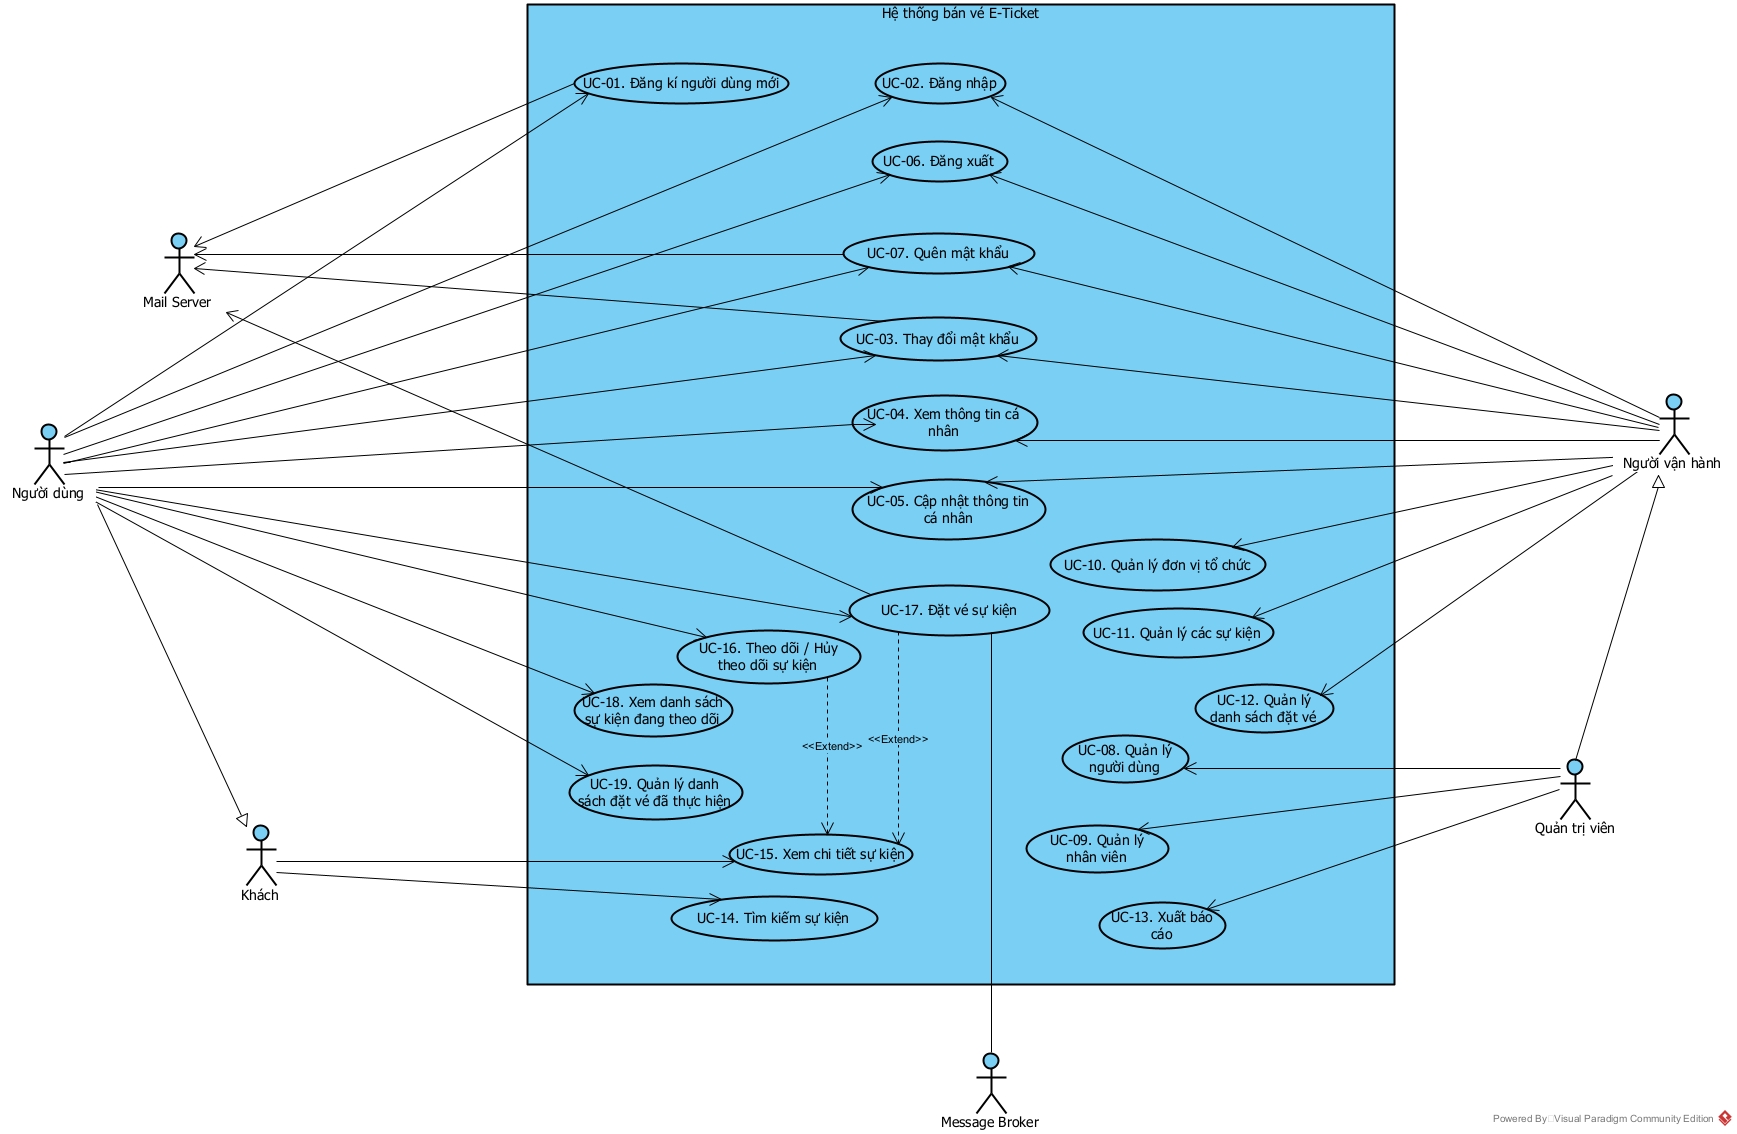 Hệ thống bán vé E-Ticket
UC-01. Đăng kí người dùng mới
UC-02. Đăng nhập
UC-06. Đăng xuất
UC-07. Quên mật khẩu
Mail Server
UC-03. Thay đổi mật khẩu
UC-04. Xem thông tin cá
nhân
Người vận hành
Người dùng
UC-05. Cập nhật thông tin
cá nhân
UC-10. Quản lý đơn vị tổ chức
UC-17. Đặt vé sự kiện
UC-11. Quản lý các sự kiện
UC-16. Theo dõi / Hủy
theo dõi sự kiện
UC-18. Xem danh sách
sự kiện đang theo dõi
UC-12. Quản lý
danh sách đặt vé
<<Extend>>
<<Extend>>
UC-08. Quản lý
người dùng
UC-19. Quản lý danh
sách đặt vé đã thực hiện
Quản trị viên
UC-09. Quản lý
nhân viên
UC-15. Xem chi tiết sự kiện
Khách
UC-14. Tìm kiếm sự kiện
UC-13. Xuất báo
cáo
Message Broker
Powered By Visual Paradigm Community Edition